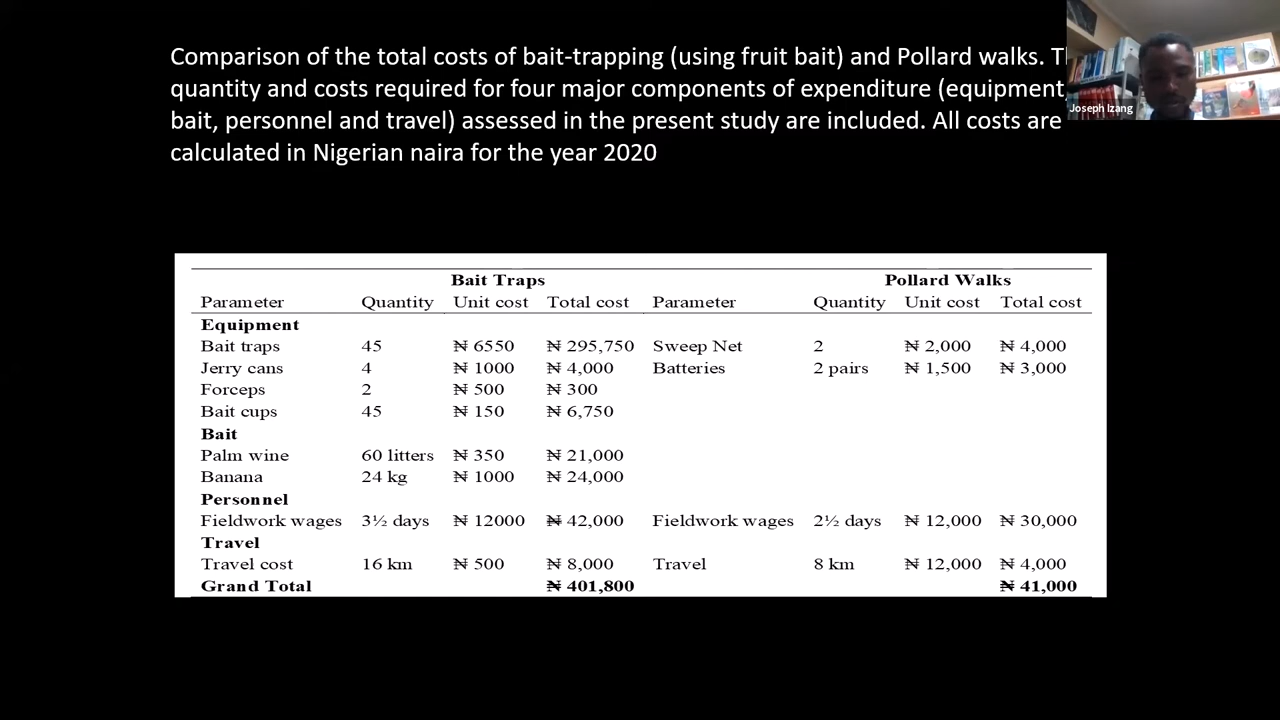 Comparison of the total costs of bait-trapping (using fruit bait) and Pollard walks.
quantity and costs required for four major components of expenditure (equipment,
bait, personnel and travel) assessed in the present study are included. All costs are
calculated in Nigerian naira for the year 2020
Joseph Izang
Bait Traps Pollard Walks
Parameter Quantity Unit cost Total cost Parameter Quantity Unit cost Total cost
Equipment
Bait traps 45 ₦ 6550 ₦ 295,750 Sweep Net 2 ₦ 2,000 ₦ 4,000
Jerry cans 4 ₦ 1000 ₦ 4,000 Batteries 2 pairs ₦ 1,500 ₦ 3,000
Forceps 2 ₦ 500 ₦ 300
Bait cups 45 ₦ 150 ₦ 6,750
Bait
Palm wine 60 litters ₦ 350 ₦ 21,000
Banana 24 kg ₦ 1000 ₦ 24,000
Personnel
Fieldwork wages 3½ days ₦ 12000 ₦ 42,000 Fieldwork wages 2½ days ₦ 12,000 ₦ 30,000
Travel
Travel cost 16 km ₦ 500 ₦ 8,000 Travel 8 km ₦ 12,000 ₦ 4,000
Grand Total ₦ 401,800 ₦ 41,000